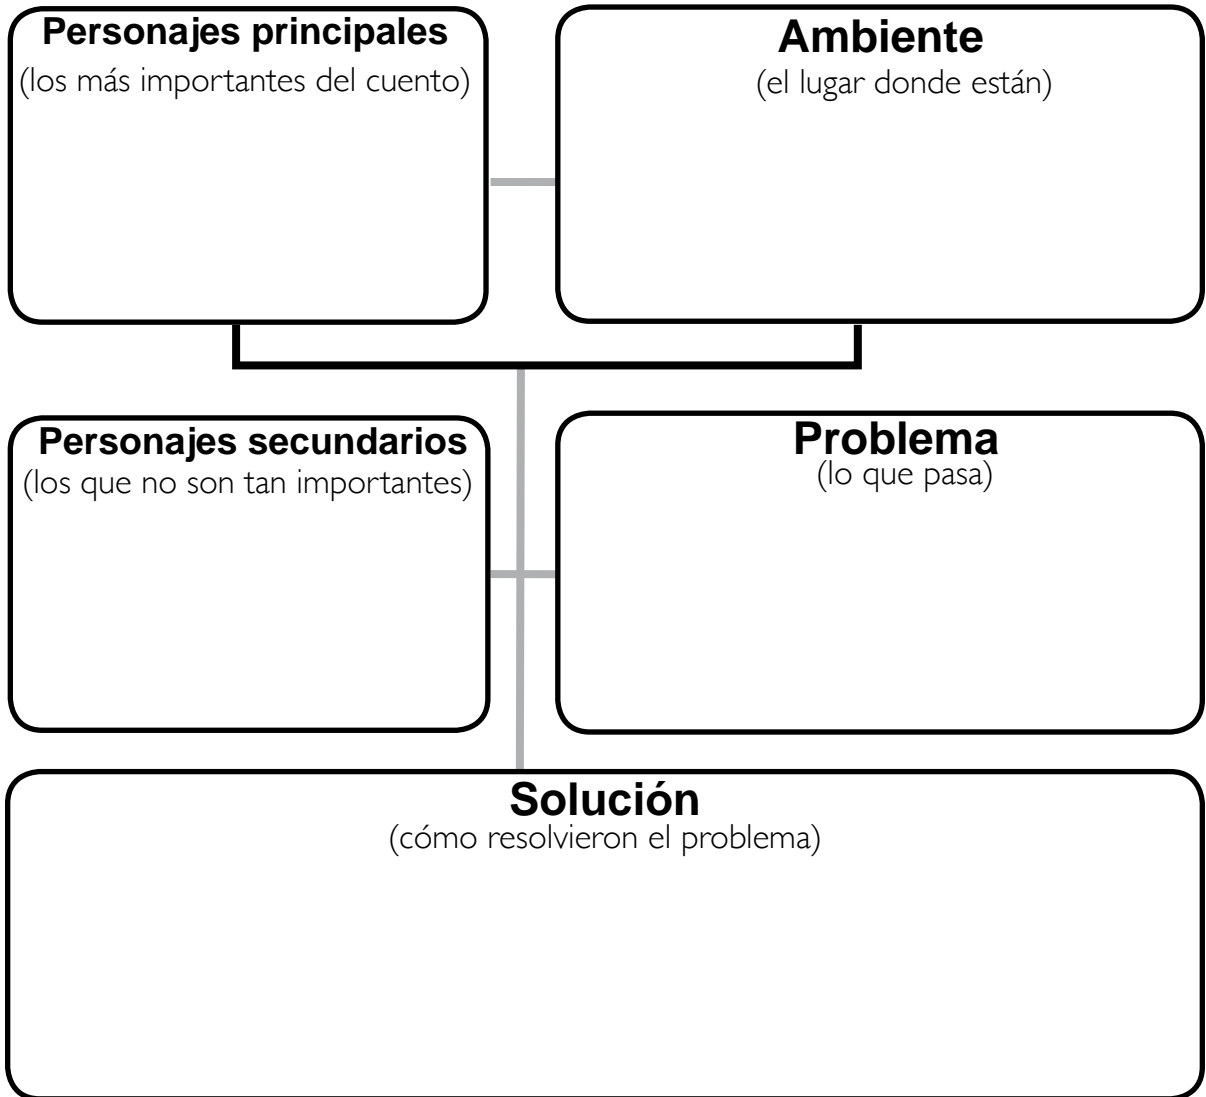 Personajes principales
(los más importantes del cuento)
Ambiente
(el lugar donde están)
Personajes secundarios
(los que no son tan importantes)
Problema
(lo que pasa)
Solución
(cómo resolvieron el problema)